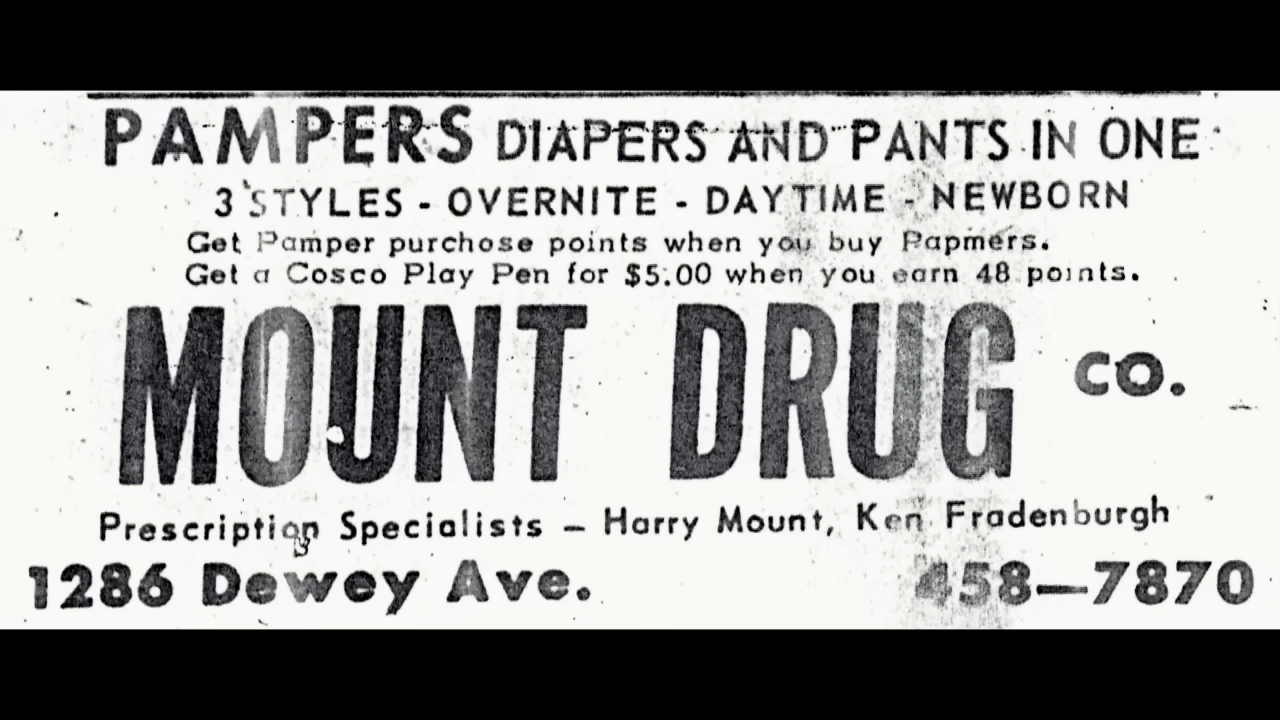 PAMPERS DIAPERS AND PANTS IN ONE
3 STYLES - OVERNITE - DAYTIME - NEWBORN
Get Pamper purchose points when you buy Papmers.
Get a Cosco Play Pen for $5.00 when you earn 48 points.
MOUNT DRUG CO.
Prescription Specialists – Harry Mount, Ken Fradenburgh
1286 Dewey Ave. 458–7870